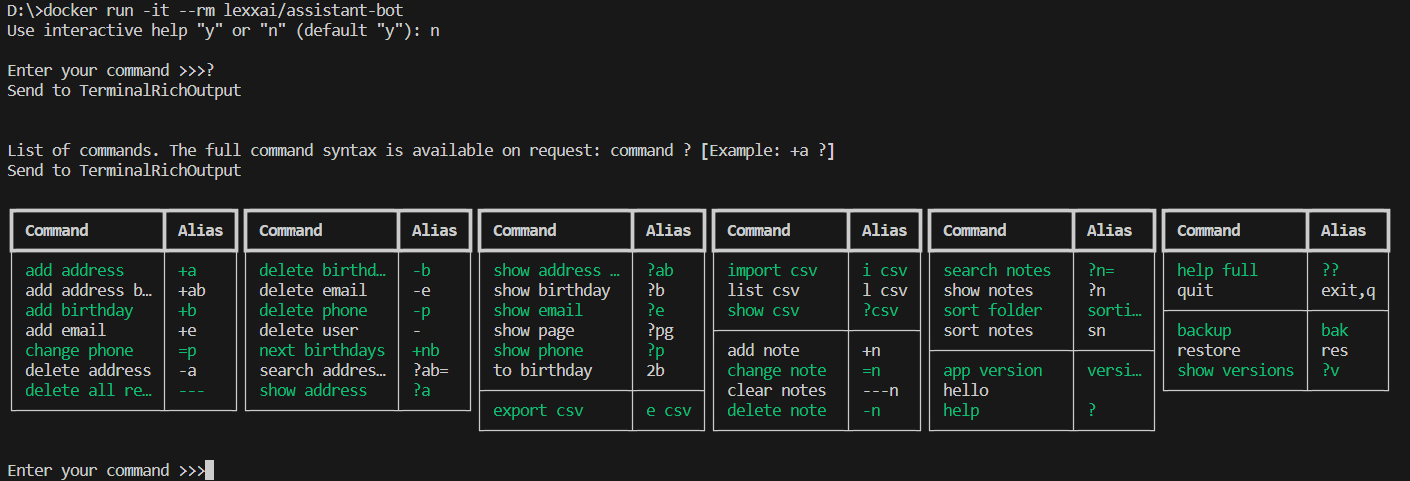 D:\>docker run -it --rm lexxai/assistant-bot
Use interactive help "y" or "n" (default "y"): n
Enter your command >>>?
Send to TerminalRichOutput
List of commands. The full command syntax is available on request: command ? [Example: +a ?]
Send to TerminalRichOutput
Command Alias Command Alias Command Alias Command Alias Command Alias Command Alias
add address +a delete birthd… -b show address … ?ab import csv i csv search notes ?n= help full ??
add address b… +ab delete email -e show birthday ?b list csv l csv show notes ?n quit exit,q
add birthday +b delete phone -p show email ?e show csv ?csv sort folder sorti…
add email +e delete user - show page ?pg sort notes sn backup bak
change phone =p next birthdays +nb show phone ?p add note +n restore res
delete address -a search addres… ?ab= to birthday 2b change note =n app version versi… show versions ?v
delete all re… --- show address ?a clear notes ---n hello
export csv e csv delete note -n help ?
Enter your command >>>